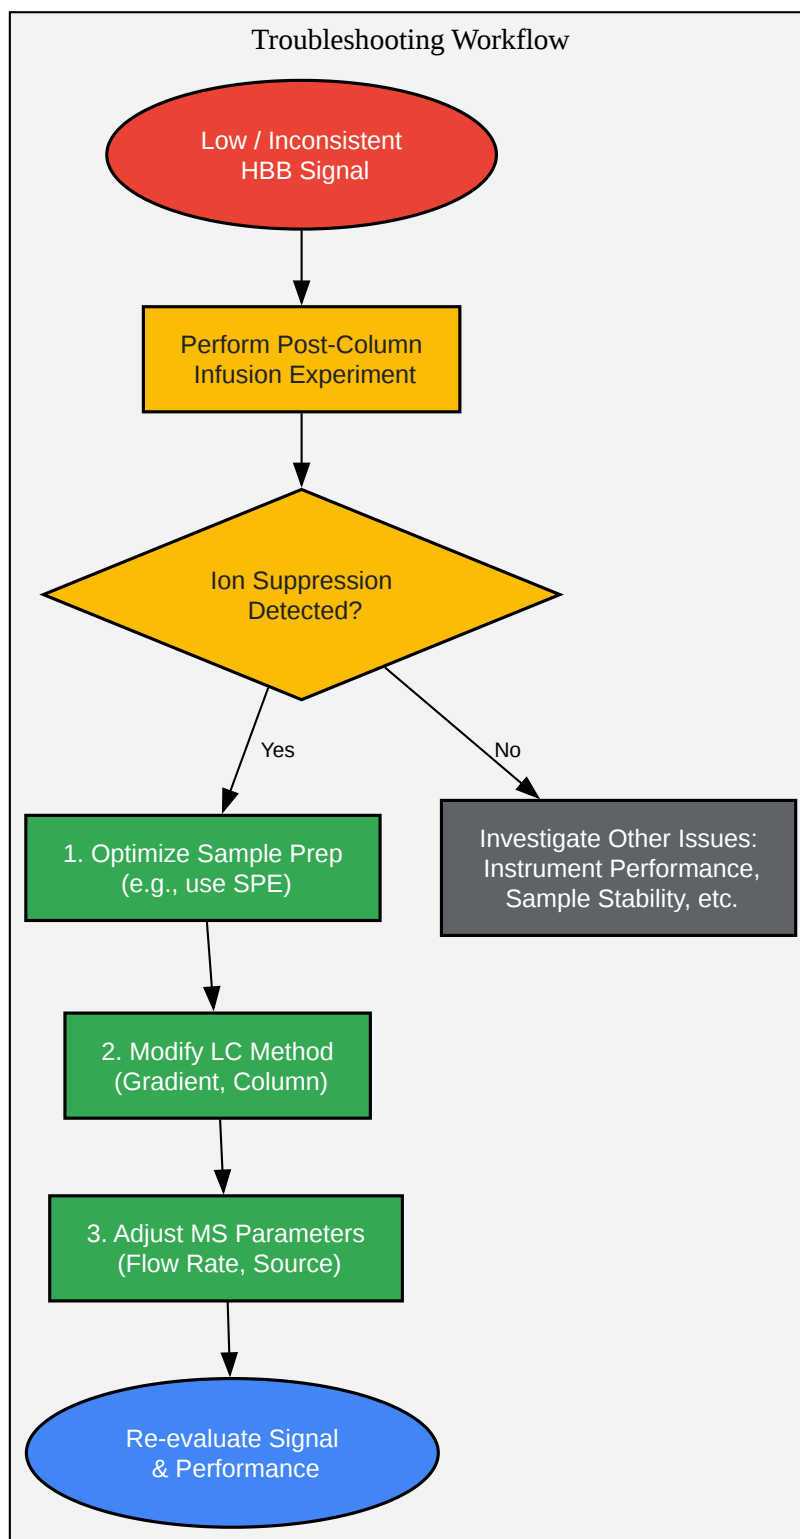 Troubleshooting Workflow
Low / Inconsistent
HBB Signal
Perform Post-Column
Infusion Experiment
Ion Suppression
Detected?
Yes
No
1. Optimize Sample Prep
(e.g., use SPE)
Investigate Other Issues:
Instrument Performance,
Sample Stability, etc.
2. Modify LC Method
(Gradient, Column)
3. Adjust MS Parameters
(Flow Rate, Source)
Re-evaluate Signal
& Performance